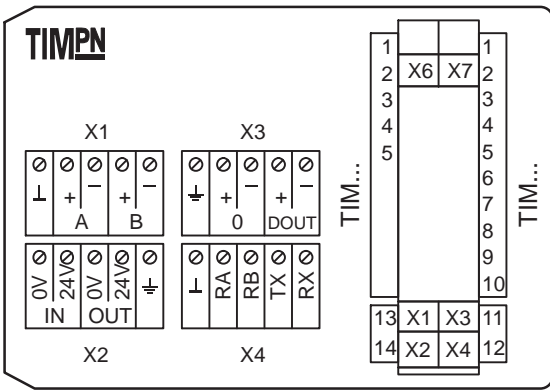 TIMPN
X1
⊥ + − + −
A B
0V 24V 0V 24V ⏚
IN OUT
X2
X3
⏚ + − + −
0 DOUT
⊥ RA RB TX RX
X4
TIM...
1 1
2 X6 X7 2
3 3
4 4
5 5
6
7
8
9
10
13 X1 X3 11
14 X2 X4 12
TIM...